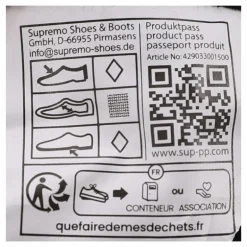 Supremo Shoes & Boots
GmbH, D-66955 Pirmasens
info@supremo-shoes.de
Produktpass
product pass
passeport produit
Article No: 429033001500
www.sup-pp.com
FR
ou
CONTENEUR ASSOCIATION
quefairedemesdechets.fr